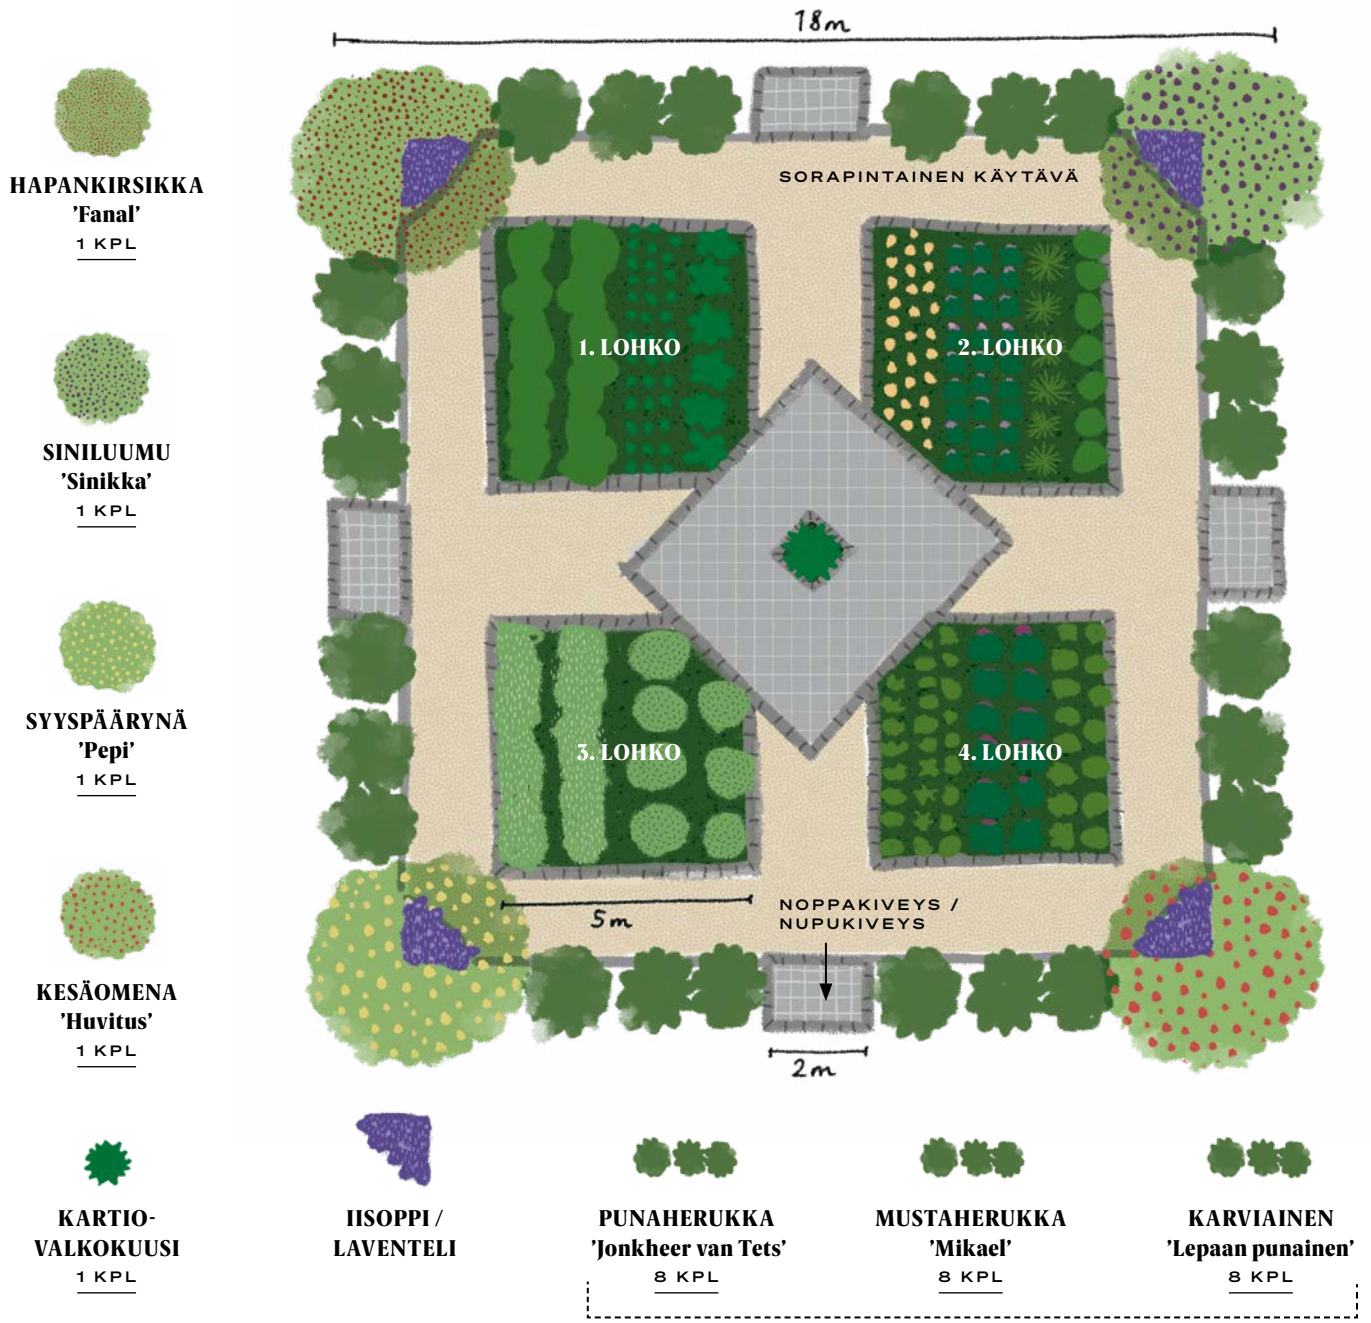 18m
HAPANKIRSIKKA
'Fanal'
1 KPL
SINILUUMU
'Sinikka'
1 KPL
SYYSPÄÄRYNÄ
'Pepi'
1 KPL
KESÄOMENA
'Huvitus'
1 KPL
SORAPINTAINEN KÄYTÄVÄ
1. LOHKO
2. LOHKO
3. LOHKO
4. LOHKO
5m
NOPPAKIVEYS /
NUPUKIVEYS
2m
KARTIO-
VALKOKUUSI
1 KPL
IISOPPI /
LAVENTELI
PUNAHERUKKA
'Jonkheer van Tets'
8 KPL
MUSTAHERUKKA
'Mikael'
8 KPL
KARVIAINEN
'Lepaan punainen'
8 KPL